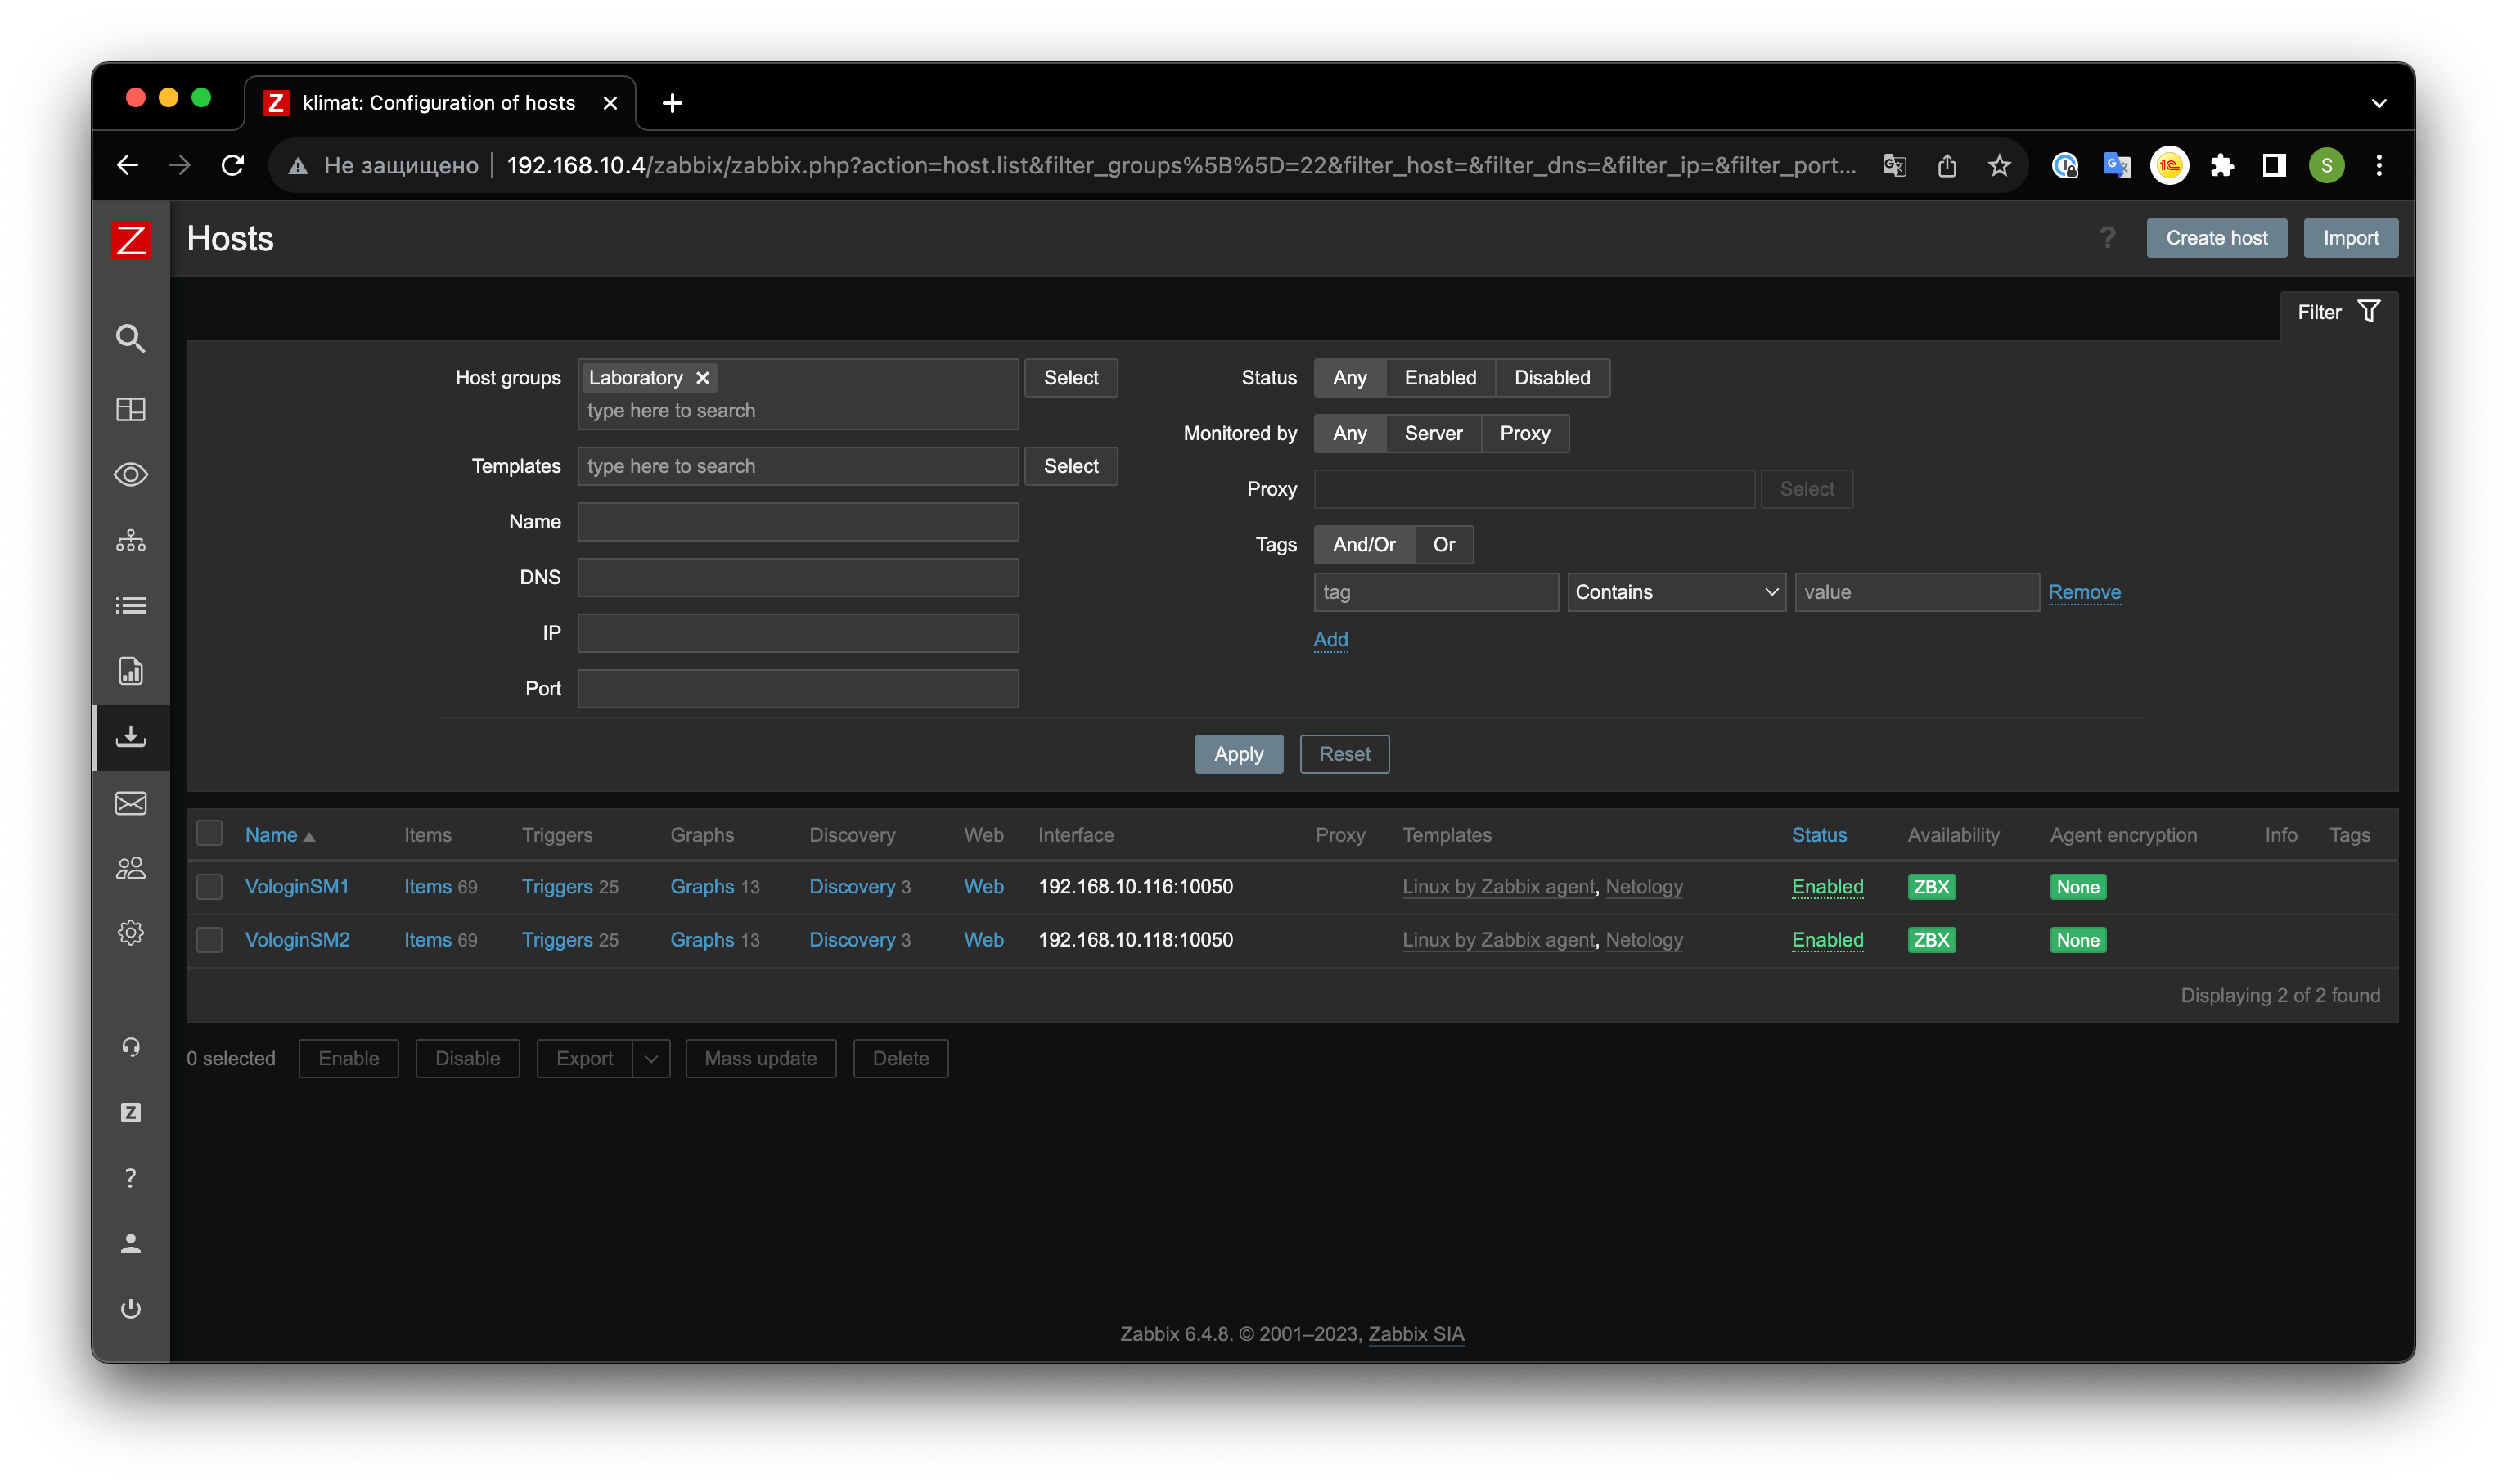 Z klimat: Configuration of hosts
Не защищено 192.168.10.4/zabbix/zabbix.php?action=host.list&filter_groups%5B%5D=22&filter_host=&filter_dns=&filter_ip=&filter_port... S
Z Hosts ? Create host Import
Filter
Host groups Laboratory Select
type here to search
Templates type here to search Select
Name
DNS
IP
Port
Status Any Enabled Disabled
Monitored by Any Server Proxy
Proxy Select
Tags And/Or Or
tag Contains value Remove
Add
Apply Reset
Name Items Triggers Graphs Discovery Web Interface Proxy Templates Status Availability Agent encryption Info Tags
VologinSM1 Items 69 Triggers 25 Graphs 13 Discovery 3 Web 192.168.10.116:10050 Linux by Zabbix agent, Netology Enabled ZBX None
VologinSM2 Items 69 Triggers 25 Graphs 13 Discovery 3 Web 192.168.10.118:10050 Linux by Zabbix agent, Netology Enabled ZBX None
Displaying 2 of 2 found
0 selected Enable Disable Export Mass update Delete
Z
?
Zabbix 6.4.8. © 2001–2023, Zabbix SIA